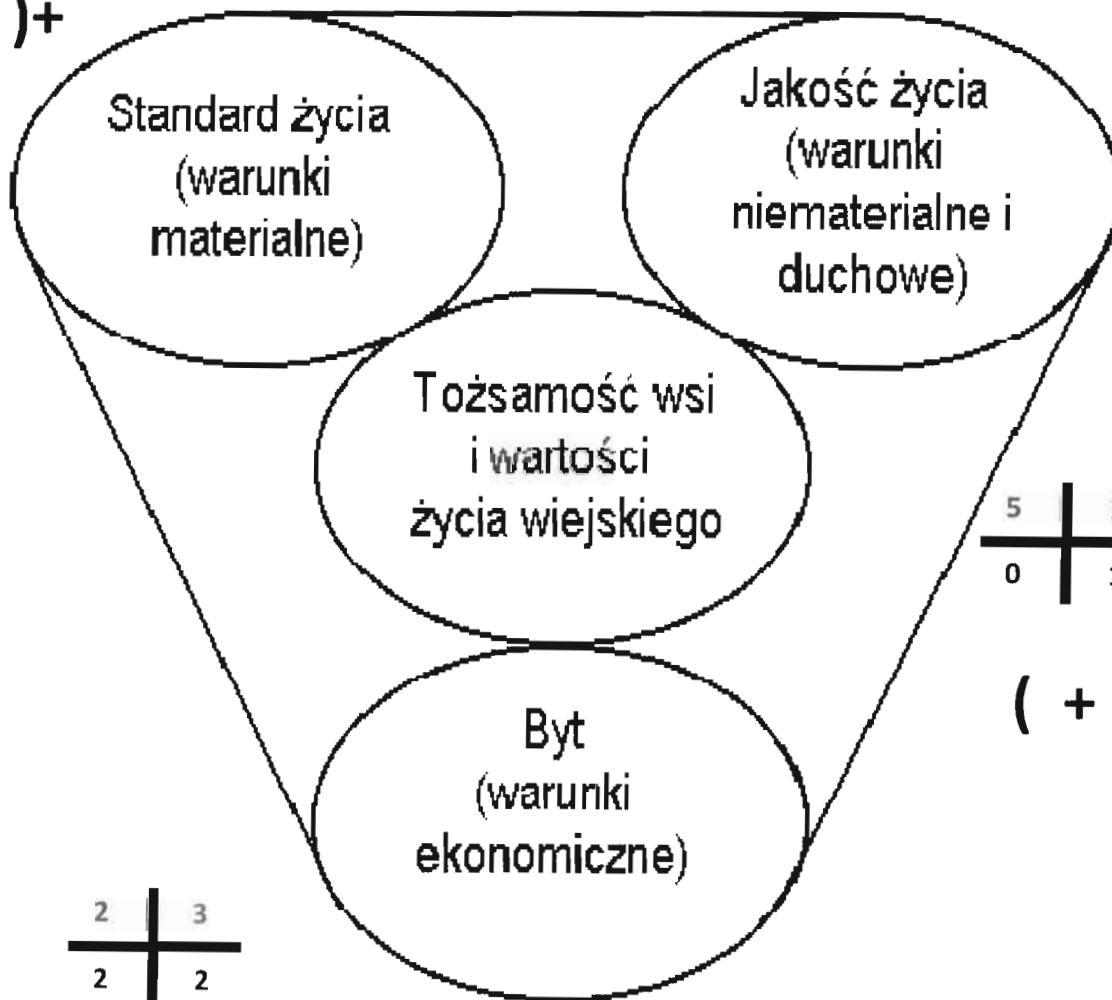 )+
Standard życia
(warunki
materialne)
Jakość życia
(warunki
niematerialne i
duchowe)
Tożsamość wsi
i wartości
życia wiejskiego
5
0
( +
Byt
(warunki
ekonomiczne)
2 3
2 2